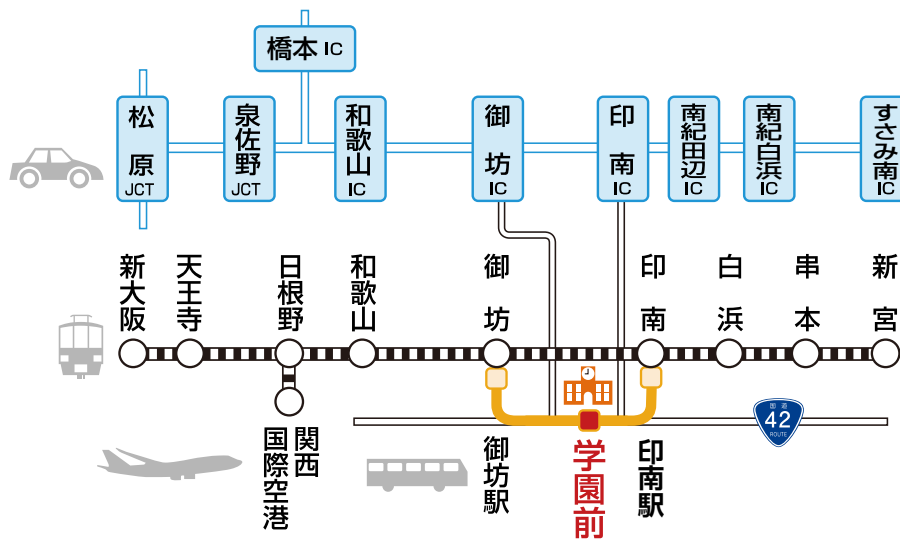 橋本 IC
松原 JCT
泉佐野 JCT
和歌山 IC
御坊 IC
印南 IC
南紀田辺 IC
南紀白浜 IC
すさみ南 IC
新大阪
天王寺
日根野
和歌山
御坊
印南
白浜
串本
新宮
関西
国際空港
御坊駅
学園前
印南駅
国道
42
ROUTE